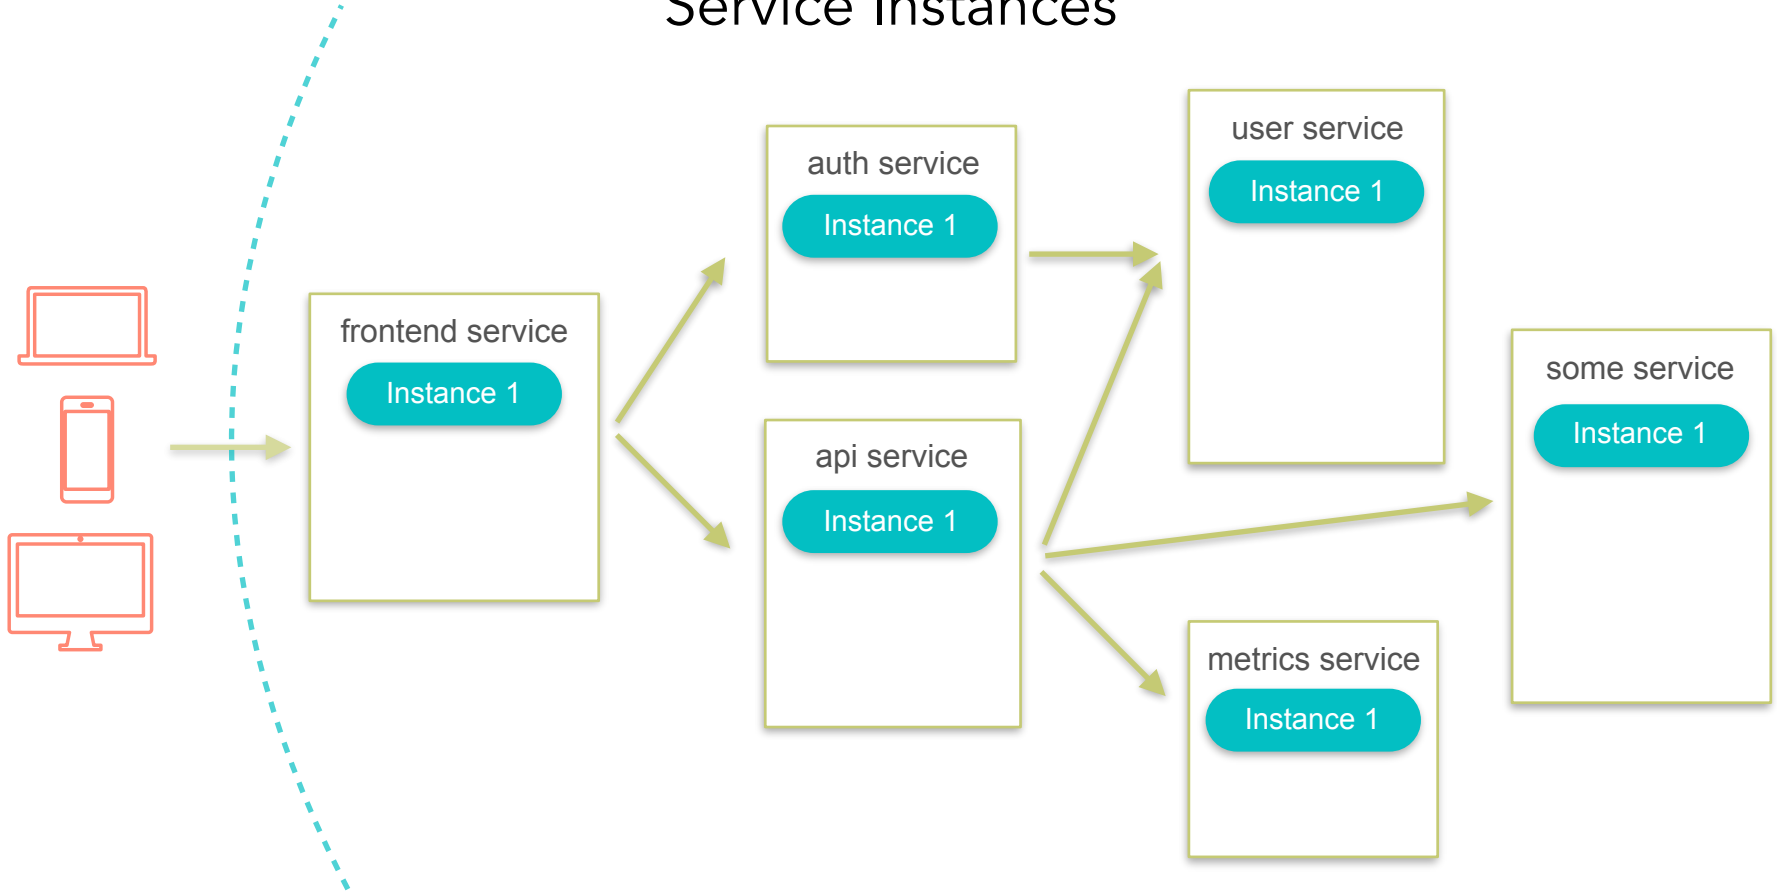 Service Instances
user service
Instance 1
auth service
Instance 1
frontend service
Instance 1
some service
Instance 1
api service
Instance 1
metrics service
Instance 1